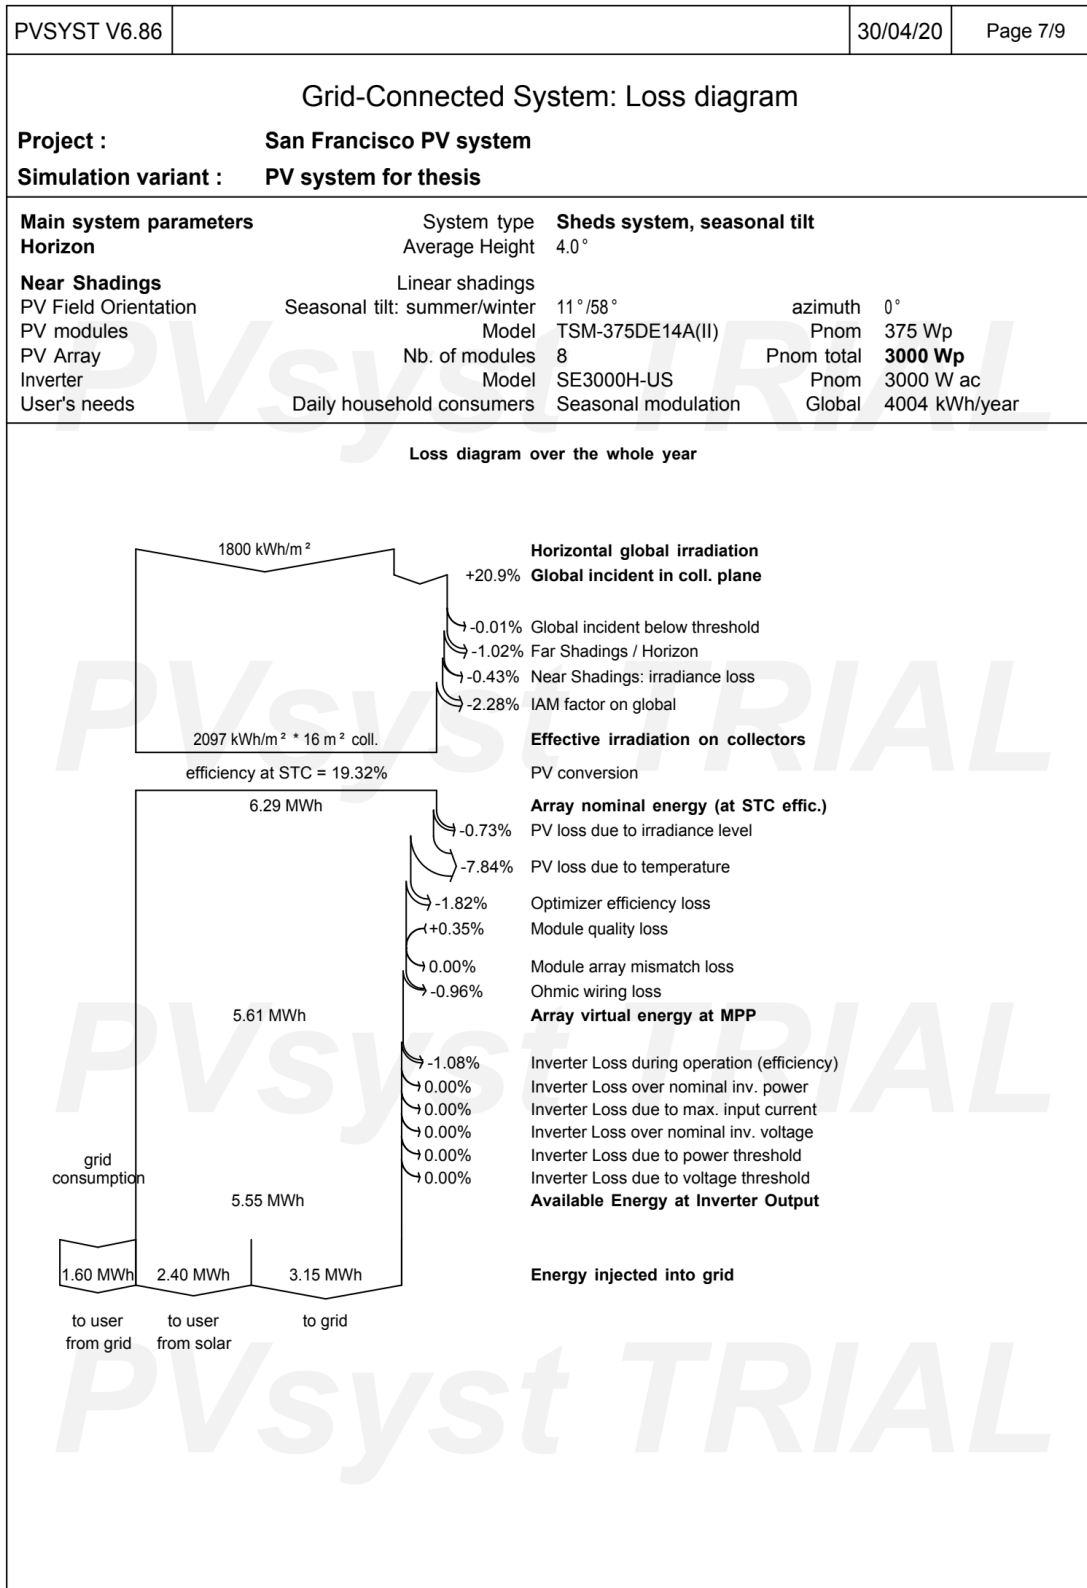 PVSYST V6.86 30/04/20 Page 7/9
Grid-Connected System: Loss diagram
Project : San Francisco PV system
Simulation variant : PV system for thesis
Main system parameters System type Sheds system, seasonal tilt
Horizon Average Height 4.0°
Near Shadings Linear shadings
PV Field Orientation Seasonal tilt: summer/winter 11°/58° azimuth 0°
PV modules Model TSM-375DE14A(II) Pnom 375 Wp
PV Array Nb. of modules 8 Pnom total 3000 Wp
Inverter Model SE3000H-US Pnom 3000 W ac
User's needs Daily household consumers Seasonal modulation Global 4004 kWh/year
PVsyst TRIAL
Loss diagram over the whole year
1800 kWh/m² Horizontal global irradiation
+20.9% Global incident in coll. plane
-0.01% Global incident below threshold
-1.02% Far Shadings / Horizon
-0.43% Near Shadings: irradiance loss
-2.28% IAM factor on global
PVsyst TRIAL
2097 kWh/m² * 16 m² coll. Effective irradiation on collectors
efficiency at STC = 19.32% PV conversion
6.29 MWh Array nominal energy (at STC effic.)
-0.73% PV loss due to irradiance level
-7.84% PV loss due to temperature
-1.82% Optimizer efficiency loss
+0.35% Module quality loss
0.00% Module array mismatch loss
-0.96% Ohmic wiring loss
5.61 MWh Array virtual energy at MPP
PVsyst TRIAL
-1.08% Inverter Loss during operation (efficiency)
0.00% Inverter Loss over nominal inv. power
0.00% Inverter Loss due to max. input current
0.00% Inverter Loss over nominal inv. voltage
0.00% Inverter Loss due to power threshold
0.00% Inverter Loss due to voltage threshold
grid
consumption
5.55 MWh Available Energy at Inverter Output
1.60 MWh 2.40 MWh 3.15 MWh Energy injected into grid
to user to user to grid
from grid from solar
PVsyst TRIAL